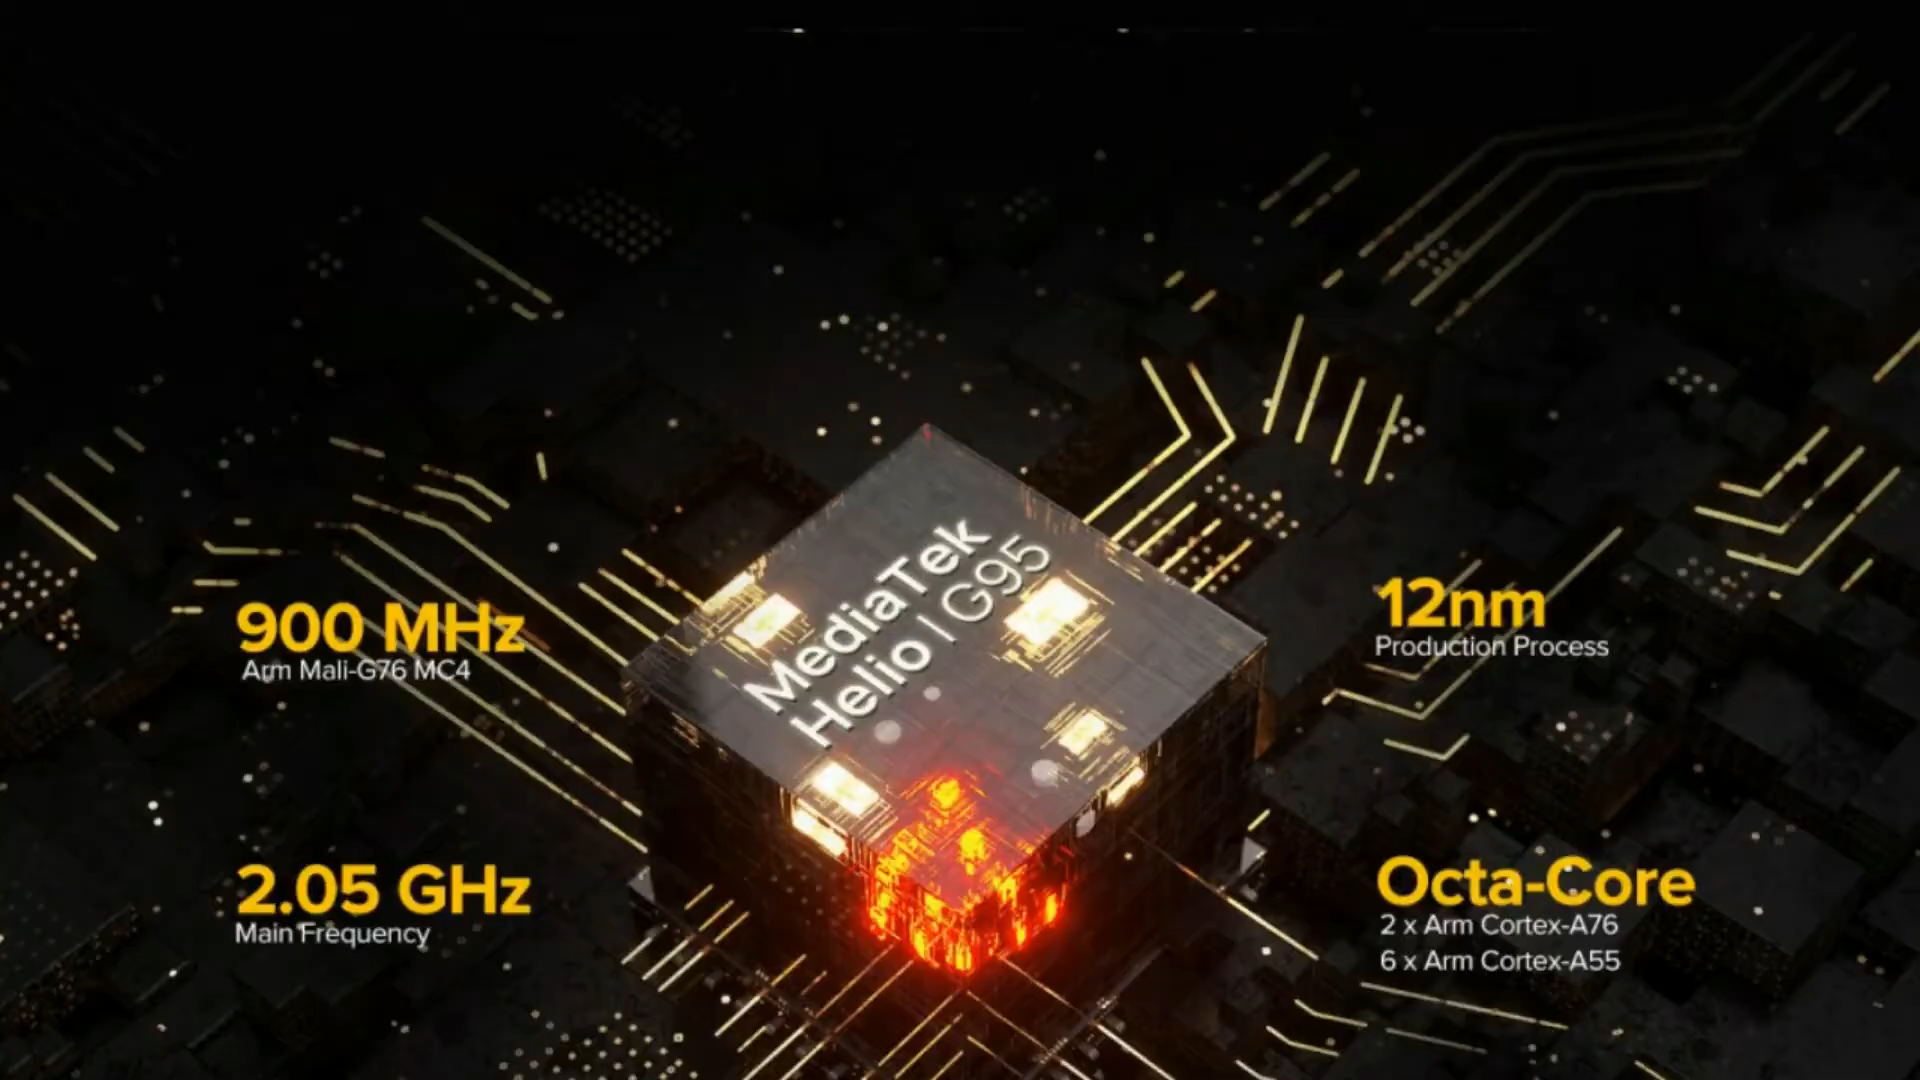 MediaTek
Helio | G95
900 MHz
Arm Mali-G76 MC4
2.05 GHz
Main Frequency
12nm
Production Process
Octa-Core
2 x Arm Cortex-A76
6 x Arm Cortex-A55